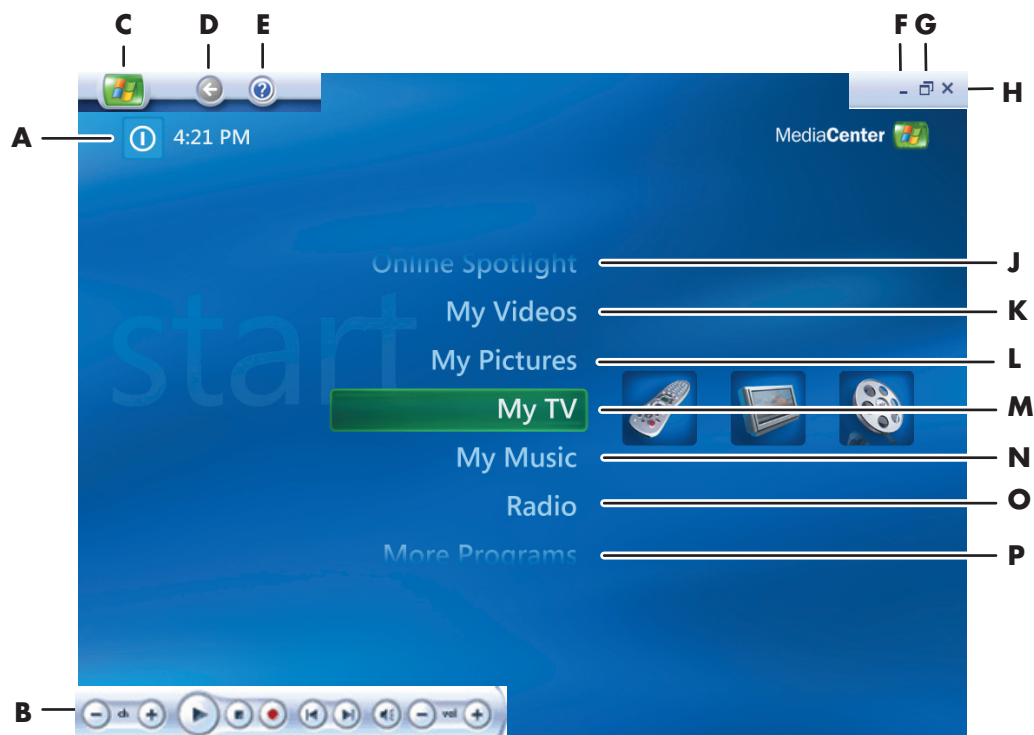 C D E F G
H
A 4:21 PM MediaCenter
start
Online Spotlight J
My Videos K
My Pictures L
My TV M
My Music N
Radio O
More Programs P
B ch vol